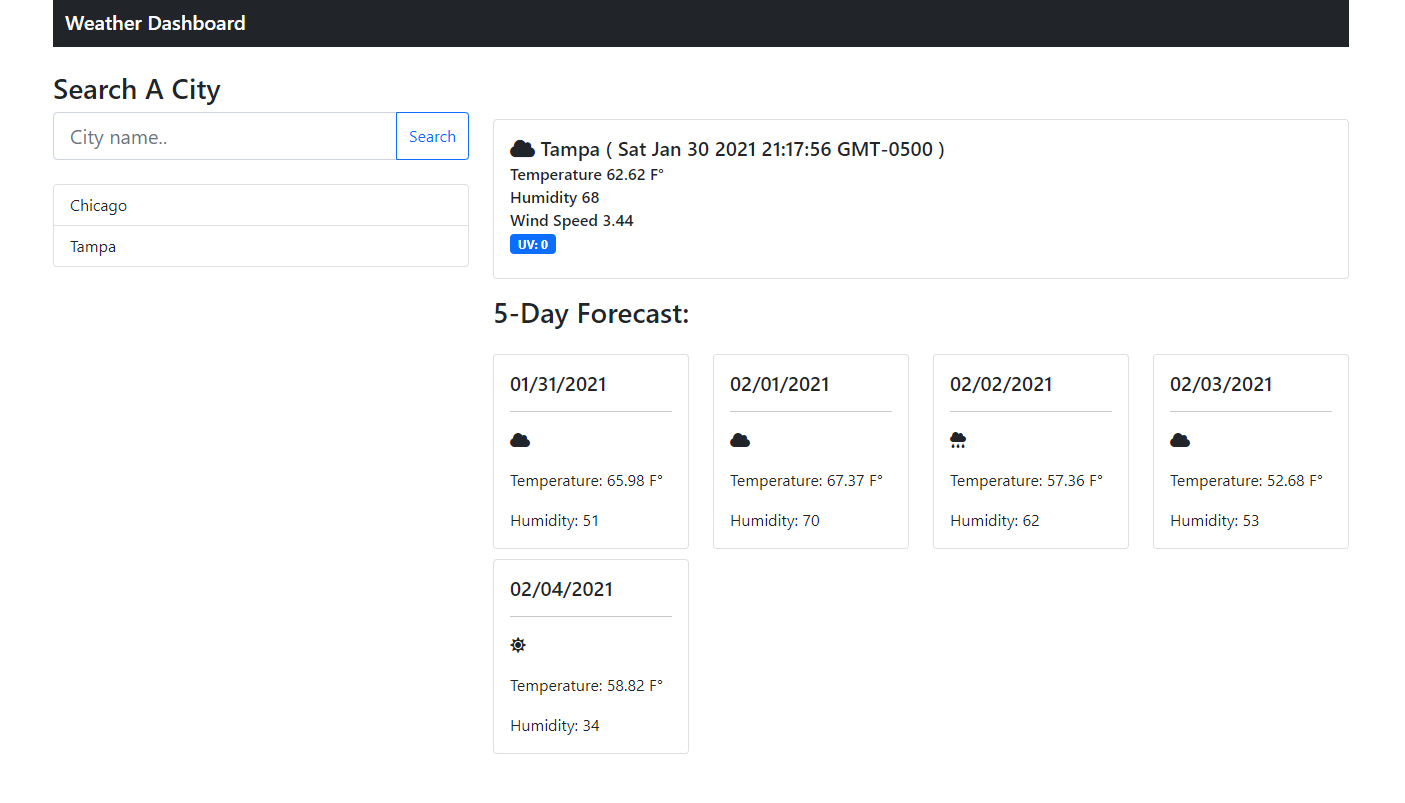 Weather Dashboard
Search A City
City name..
Search
Chicago
Tampa
Tampa ( Sat Jan 30 2021 21:17:56 GMT-0500 )
Temperature 62.62 F°
Humidity 68
Wind Speed 3.44
UV: 0
5-Day Forecast:
01/31/2021
Temperature: 65.98 F°
Humidity: 51
02/01/2021
Temperature: 67.37 F°
Humidity: 70
02/02/2021
Temperature: 57.36 F°
Humidity: 62
02/03/2021
Temperature: 52.68 F°
Humidity: 53
02/04/2021
Temperature: 58.82 F°
Humidity: 34